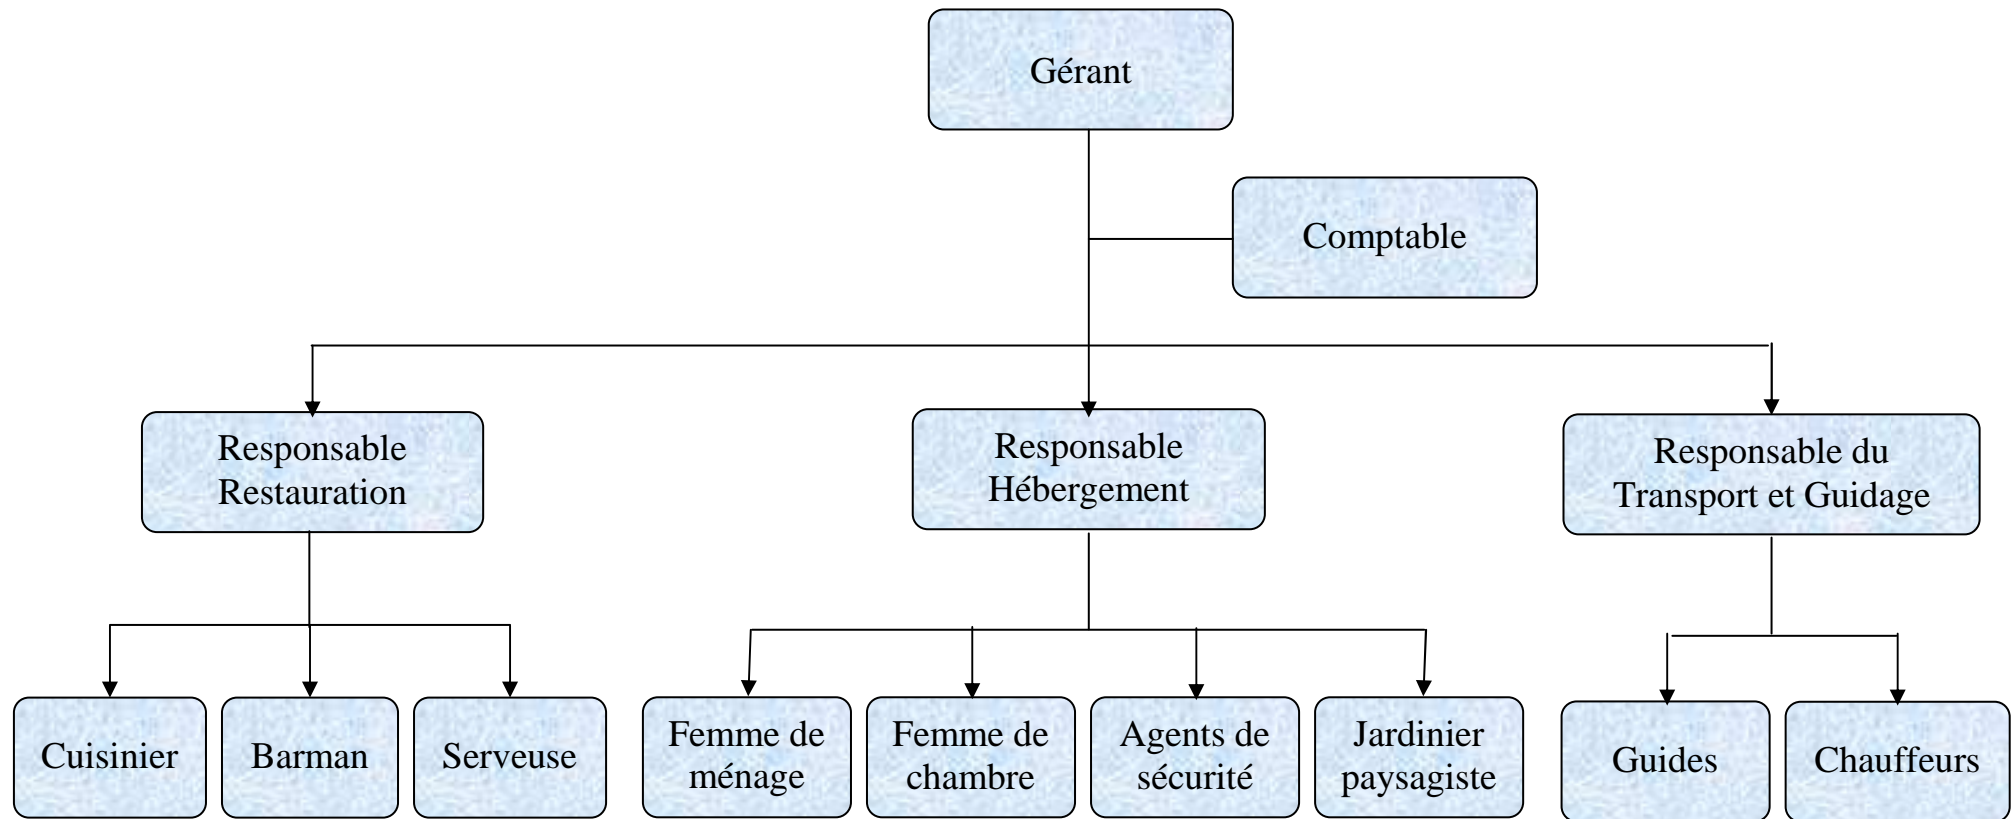 Gérant
Comptable
Responsable
Restauration
Responsable
Hébergement
Responsable du
Transport et Guidage
Cuisinier
Barman
Serveuse
Femme de
ménage
Femme de
chambre
Agents de
sécurité
Jardinier
paysagiste
Guides
Chauffeurs